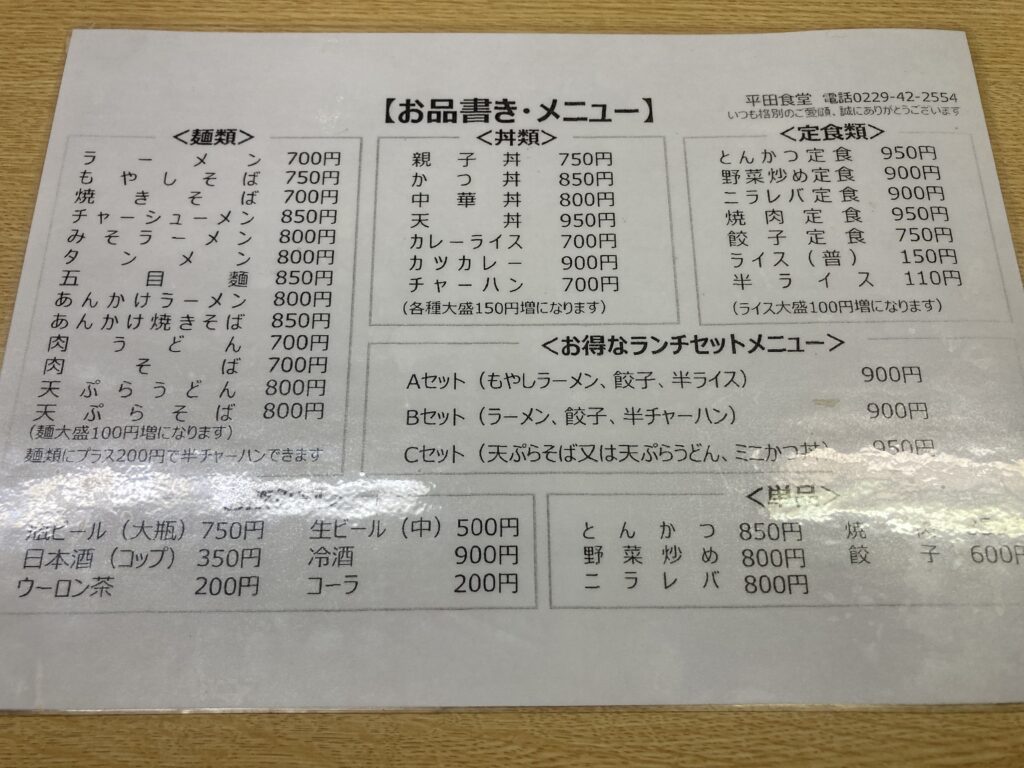 【お品書き・メニュー】
平田食堂 電話0229-42-2554
いつも格別のご愛顧、誠にありがとうございます
<麺類>
ラーメン 700円
もやしそば 750円
焼きそば 700円
チャーシューメン 850円
みそラーメン 800円
タンメン 800円
五目麺 850円
あんかけラーメン 800円
あんかけ焼きそば 850円
肉うどん 700円
肉そば 700円
天ぷらうどん 800円
天ぷらそば 800円
(麺大盛100円増になります)
麺類にプラス200円で半チャーハンできます
<丼類>
親子丼 750円
かつ丼 850円
中華丼 800円
天丼 950円
カレーライス 700円
カツカレー 900円
チャーハン 700円
(各種大盛150円増になります)
<定食類>
とんかつ定食 950円
野菜炒め定食 900円
ニラレバ定食 900円
焼肉定食 950円
餃子定食 750円
ライス(普) 150円
半ライス 110円
(ライス大盛100円増になります)
<お得なランチセットメニュー>
Aセット(もやしラーメン、餃子、半ライス) 900円
Bセット(ラーメン、餃子、半チャーハン) 900円
Cセット(天ぷらそば又は天ぷらうどん、ミニかつ丼) 950円
瓶ビール(大瓶) 750円 生ビール(中) 500円
日本酒(コップ) 350円 冷酒 900円
ウーロン茶 200円 コーラ 200円
<単品>
とんかつ 850円 焼
野菜炒め 800円 餃子 600円
ニラレバ 800円